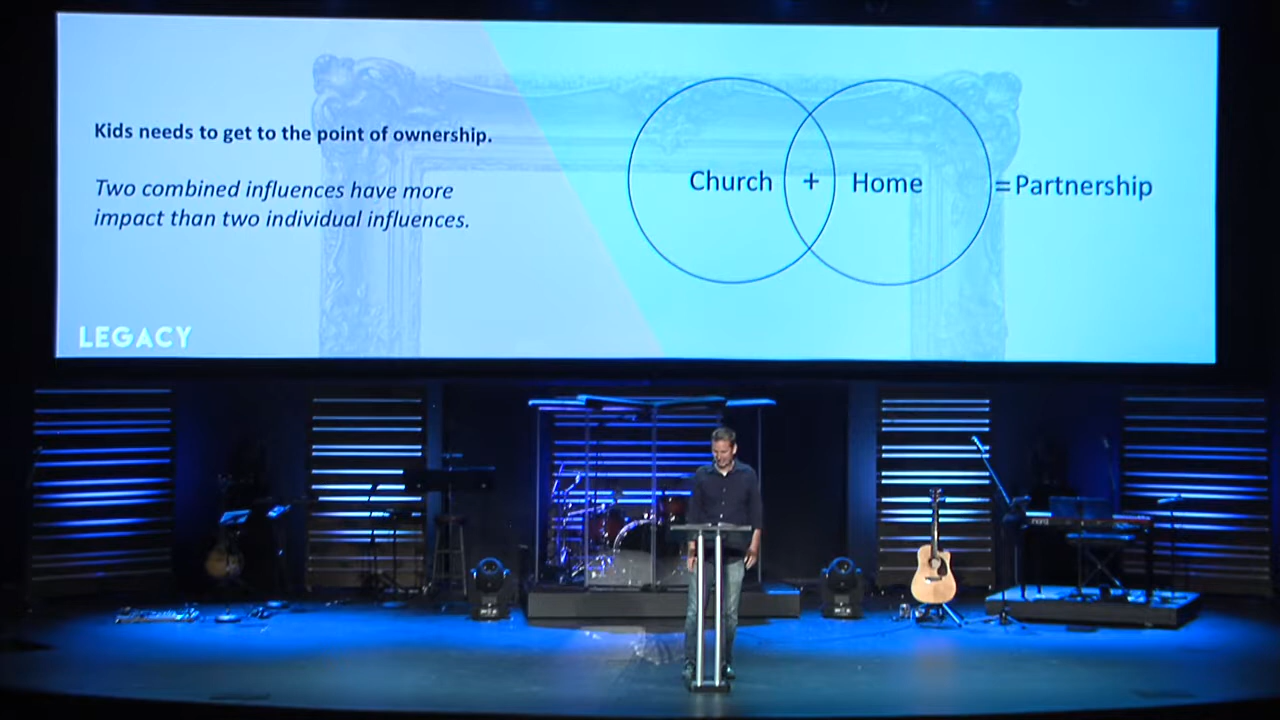 Kids needs to get to the point of ownership.
Two combined influences have more
impact than two individual influences.
Church + Home =Partnership
LEGACY